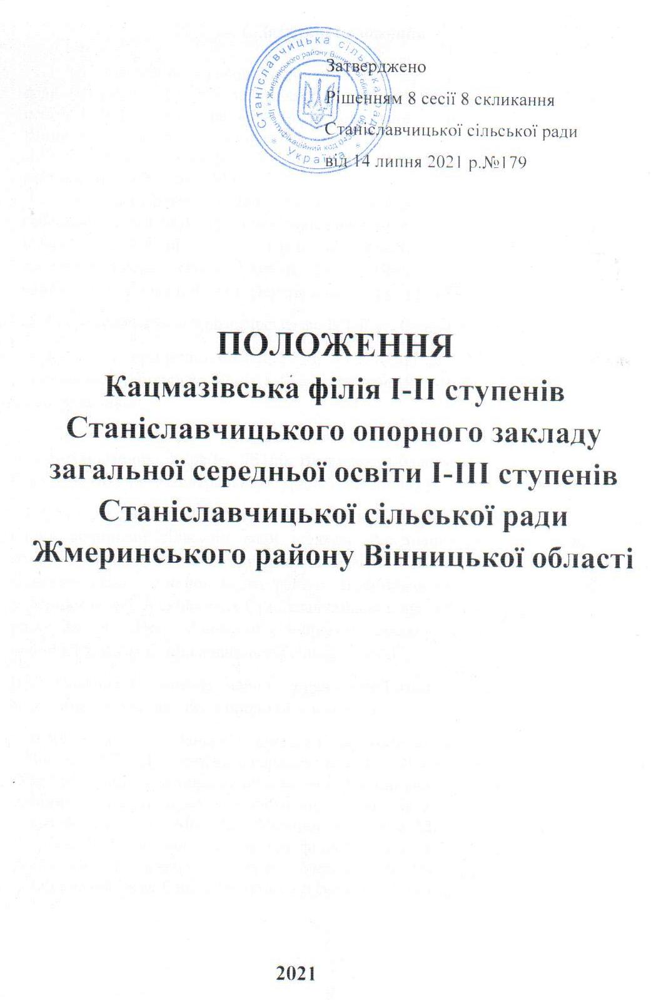 Станіславчицька сільська рада
Жмеринського району Вінницької області
Ідентифікаційний код
Україна
Затверджено
Рішенням 8 сесії 8 скликання
Станіславчицької сільської ради
від 14 липня 2021 р.№179
ПОЛОЖЕННЯ
Кацмазівська філія І-ІІ ступенів
Станіславчицького опорного закладу
загальної середньої освіти І-ІІІ ступенів
Станіславчицької сільської ради
Жмеринського району Вінницької області
2021